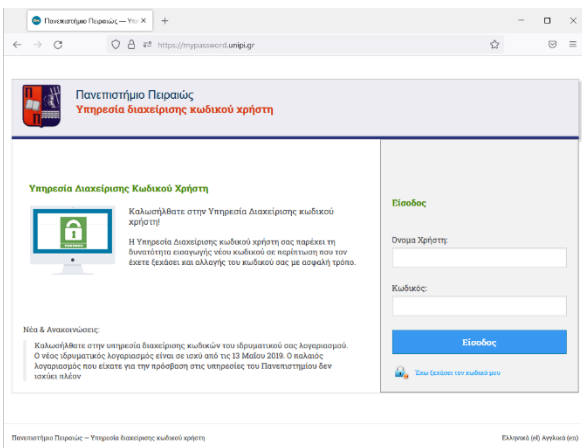 Πανεπιστήμιο Πειραιώς — Υπη
https://mypassword.unipi.gr
Πανεπιστήμιο Πειραιώς
Υπηρεσία διαχείρισης κωδικού χρήστη
Υπηρεσία Διαχείρισης Κωδικού Χρήστη
Καλωσήλθατε στην Υπηρεσία Διαχείρισης κωδικού
χρήστη!
Η Υπηρεσία Διαχείρισης κωδικού χρήστη σας παρέχει τη
δυνατότητα εισαγωγής νέου κωδικού σε περίπτωση που τον
έχετε ξεχάσει και αλλαγής του κωδικού σας με ασφαλή τρόπο.
Νέα & Ανακοινώσεις:
Καλωσήλθατε στην υπηρεσία διαχείρισης κωδικών του ιδρυματικού σας λογαριασμού.
Ο νέος ιδρυματικός λογαριασμός είναι σε ισχύ από τις 13 Μαΐου 2019. Ο παλαιός
λογαριασμός που είχατε για την πρόσβαση στις υπηρεσίες του Πανεπιστημίου δεν
ισχύει πλέον
Είσοδος
Όνομα Χρήστη:
Κωδικός:
Είσοδος
Έχω ξεχάσει τον κωδικό μου
Πανεπιστήμιο Πειραιώς – Υπηρεσία διαχείρισης κωδικού χρήστη
Ελληνικά (el) Αγγλικά (en)